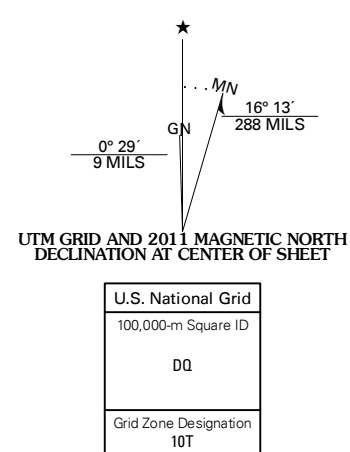 ★
MN
16° 13´
288 MILS
GN
0° 29´
9 MILS
UTM GRID AND 2011 MAGNETIC NORTH
DECLINATION AT CENTER OF SHEET
U.S. National Grid
100,000-m Square ID
DQ
Grid Zone Designation
10T